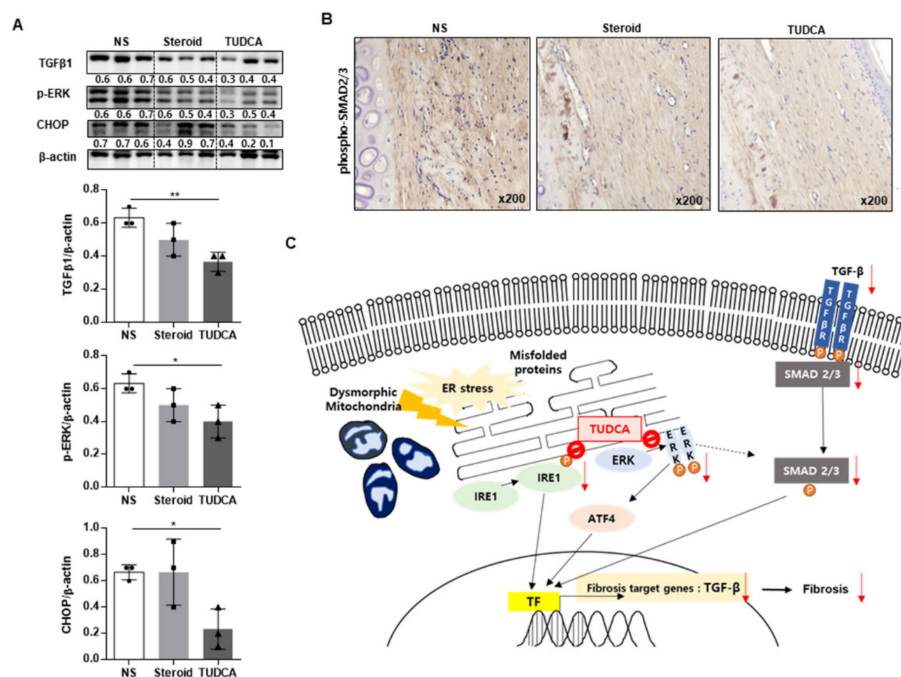 A
NS Steroid TUDCA
TGFβ1
0.6 0.6 0.7 0.6 0.5 0.4 0.3 0.4 0.4
p-ERK
0.6 0.6 0.7 0.6 0.5 0.4 0.3 0.5 0.4
CHOP
0.7 0.7 0.6 0.4 0.9 0.7 0.4 0.2 0.1
β-actin
TGFβ1/β-actin
0.8
0.6
0.4
0.2
0.0
**
NS Steroid TUDCA
p-ERK/β-actin
0.8
0.6
0.4
0.2
0.0
*
NS Steroid TUDCA
CHOP/β-actin
1.0
0.8
0.6
0.4
0.2
0.0
*
NS Steroid TUDCA
B
NS Steroid TUDCA
phospho-SMAD2/3
x200 x200 x200
C
TGF-β
TGFβR TGFβR
P P
SMAD 2/3
Misfolded
proteins
ER stress
Dysmorphic
Mitochondria
TUDCA
P
ERK
ERK ERK
P P
IRE1
IRE1
SMAD 2/3
P
ATF4
TF
Fibrosis target genes : TGF-β
Fibrosis